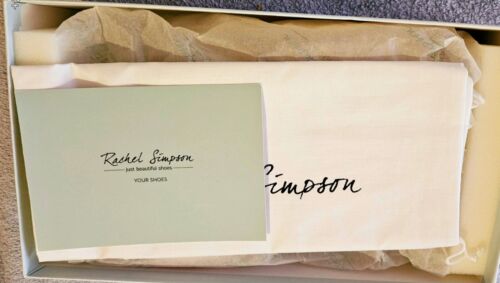 Rachel Simpson
just beautiful shoes
YOUR SHOES
Simpson